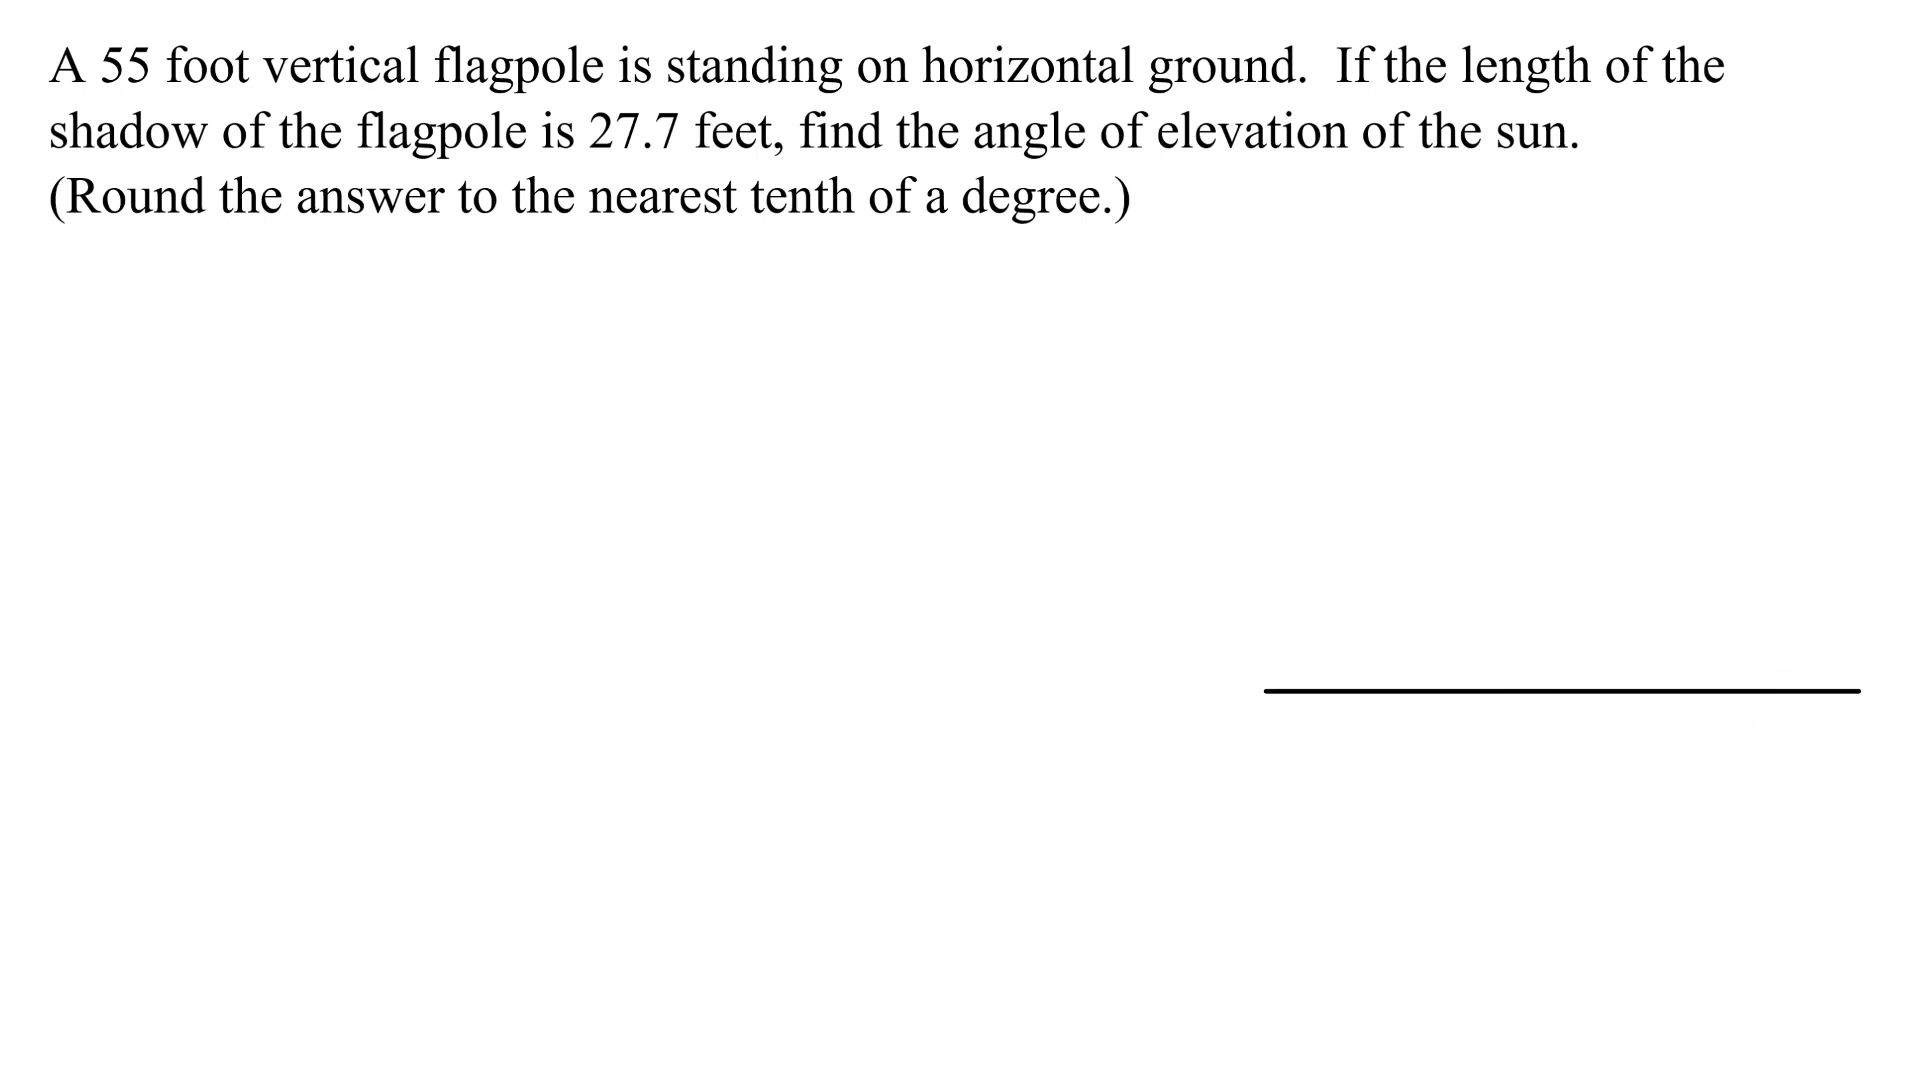 A 55 foot vertical flagpole is standing on horizontal ground.  If the length of the
shadow of the flagpole is 27.7 feet, find the angle of elevation of the sun.
(Round the answer to the nearest tenth of a degree.)